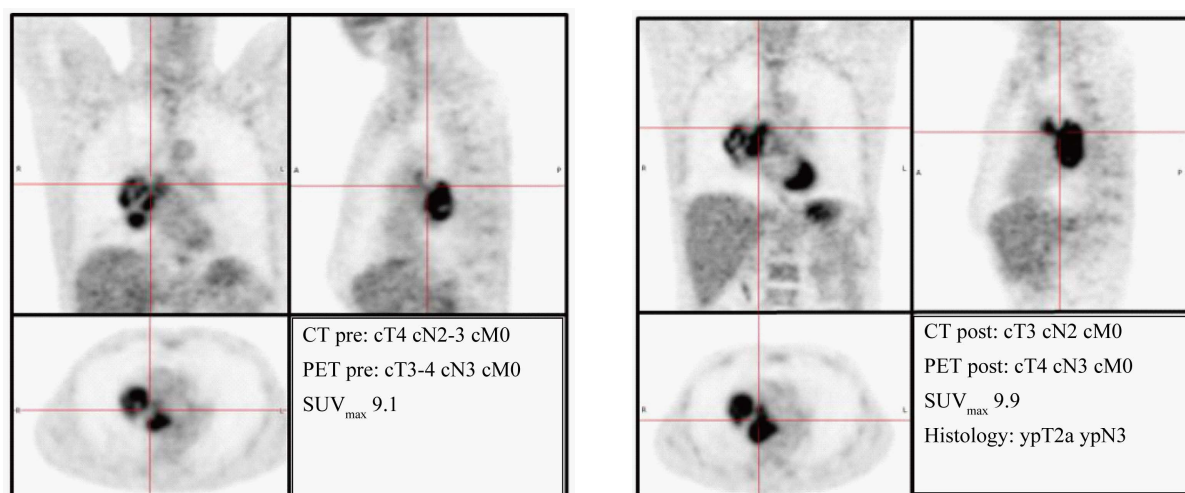 R
L
A
P
R
L
CT pre: cT4 cN2-3 cM0
PET pre: cT3-4 cN3 cM0
SUVmax 9.1
R
L
A
P
R
L
CT post: cT3 cN2 cM0
PET post: cT4 cN3 cM0
SUVmax 9.9
Histology: ypT2a ypN3